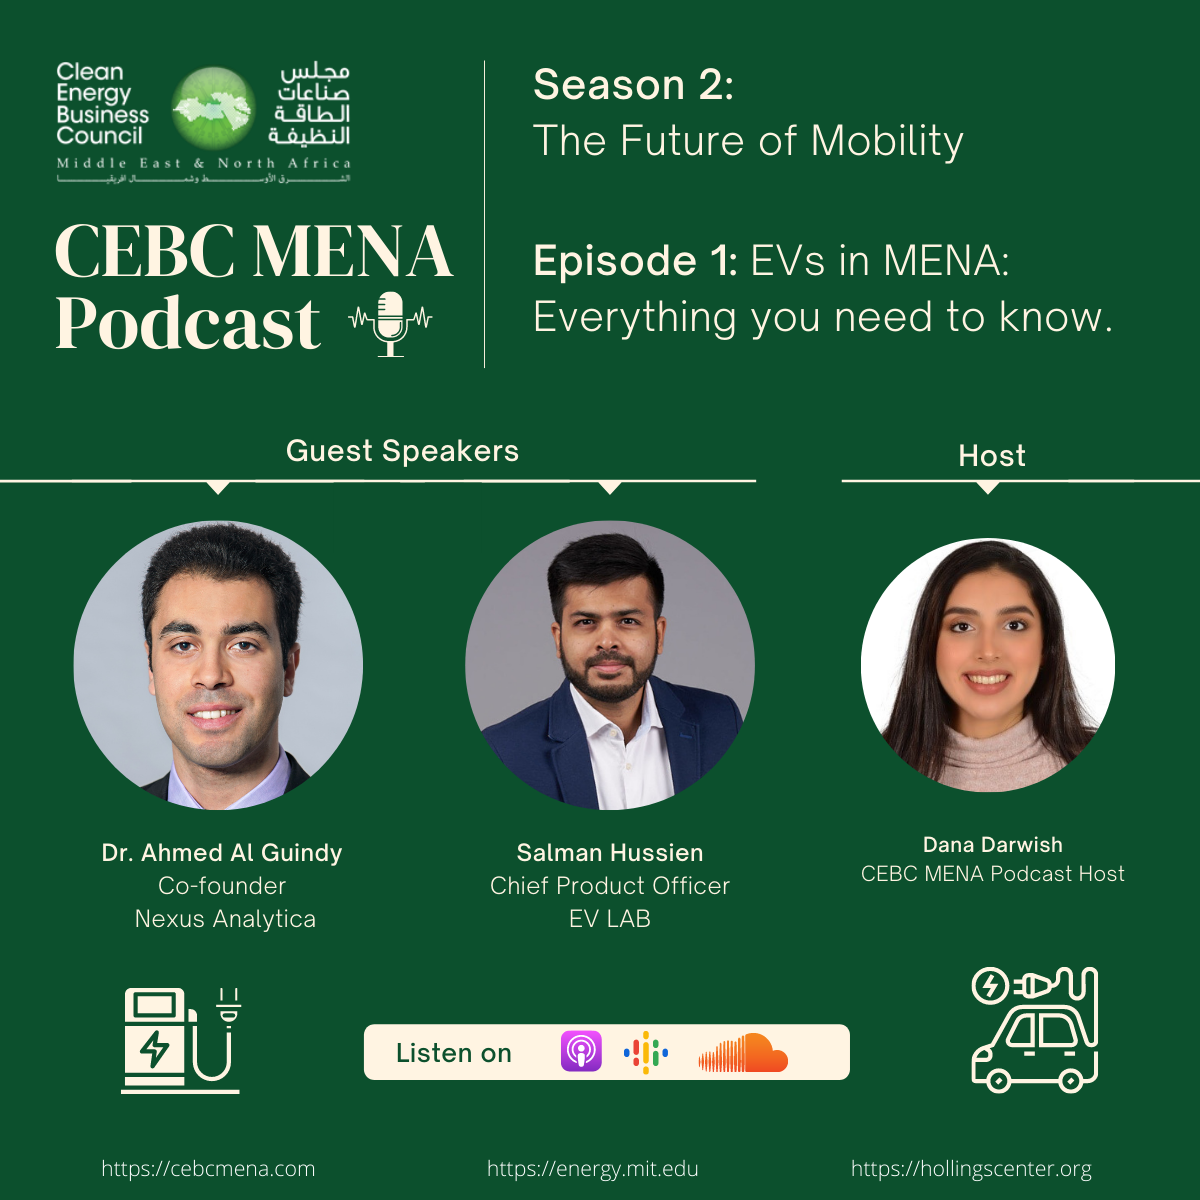 Clean
Energy
Business
Council
مجلس
صناعات
الطاقة
النظيفة
Middle East & North Africa
الشرق الأوسط وشمال افريقيا
CEBC MENA
Podcast
Season 2:
The Future of Mobility
Episode 1: EVs in MENA:
Everything you need to know.
Guest Speakers
Host
Dr. Ahmed Al Guindy
Co-founder
Nexus Analytica
Salman Hussien
Chief Product Officer
EV LAB
Dana Darwish
CEBC MENA Podcast Host
Listen on
https://cebcmena.com
https://energy.mit.edu
https://hollingscenter.org